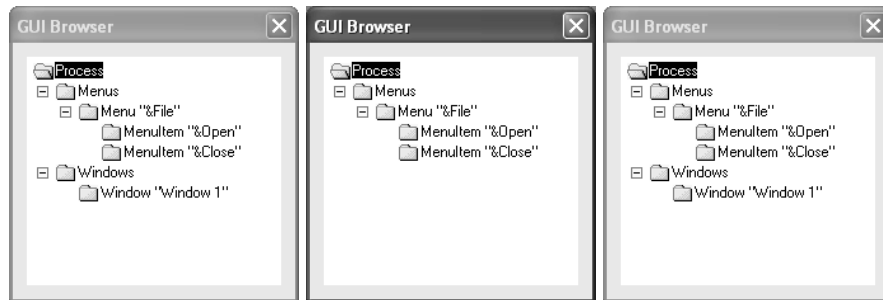 GUI Browser
Process
Menus
Menu "&File"
MenuItem "&Open"
MenuItem "&Close"
Windows
Window "Window 1"
GUI Browser
Process
Menus
Menu "&File"
MenuItem "&Open"
MenuItem "&Close"
GUI Browser
Process
Menus
Menu "&File"
MenuItem "&Open"
MenuItem "&Close"
Windows
Window "Window 1"